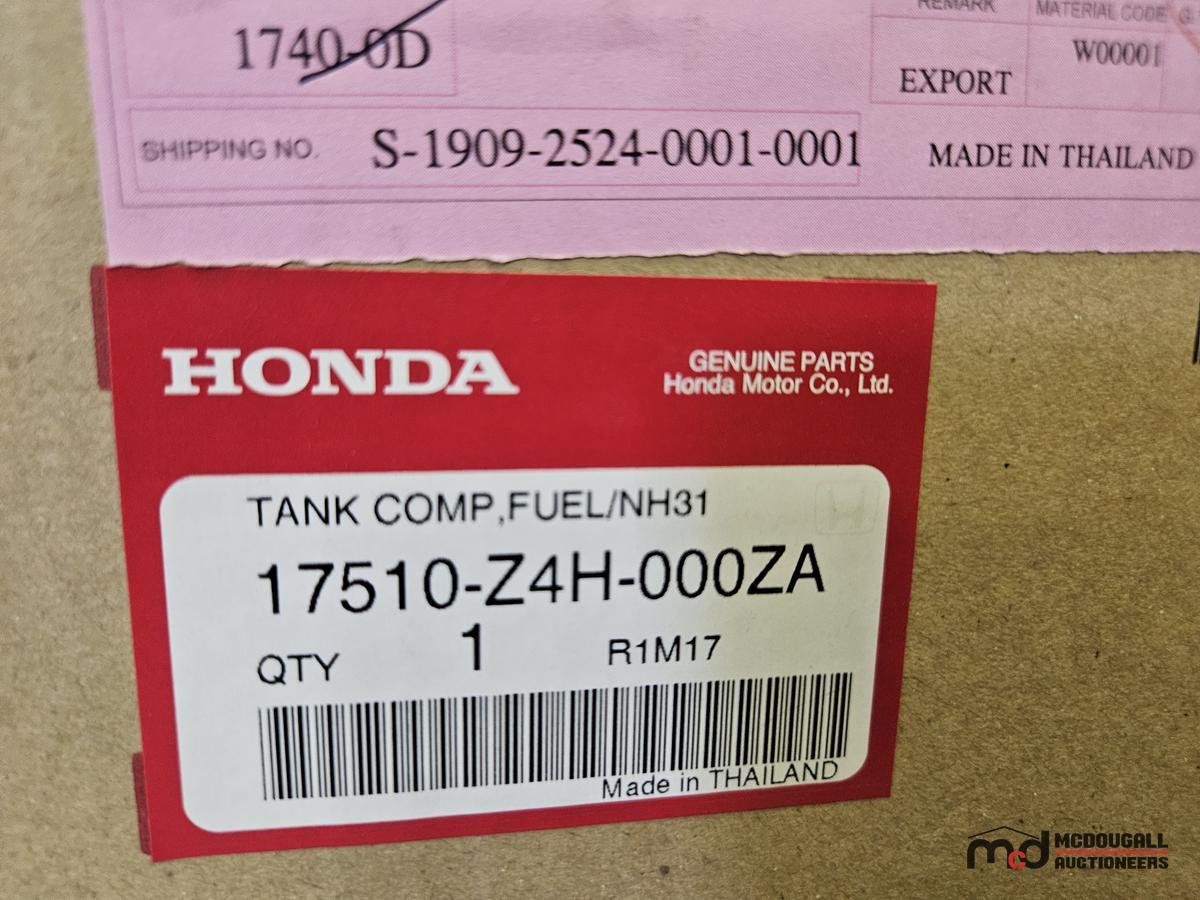 1740-0D
REMARK
MATERIAL CODE
G
W00001
EXPORT
SHIPPING NO. S-1909-2524-0001-0001
MADE IN THAILAND
HONDA
GENUINE PARTS
Honda Motor Co., Ltd.
TANK COMP,FUEL/NH31
17510-Z4H-000ZA
QTY 1 R1M17
Made in THAILAND
mcd MCDOUGALL
AUCTIONEERS